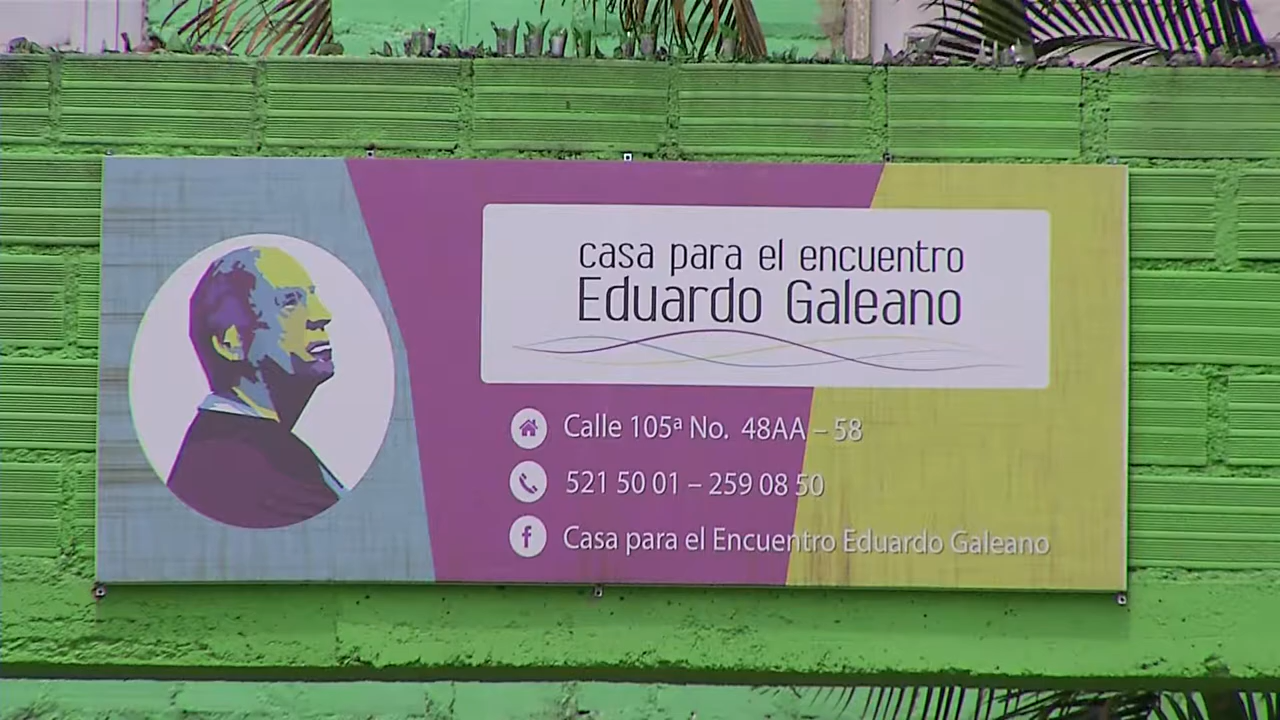 casa para el encuentro
Eduardo Galeano
Calle 105ª No. 48AA – 58
521 50 01 – 259 08 50
f
Casa para el Encuentro Eduardo Galeano